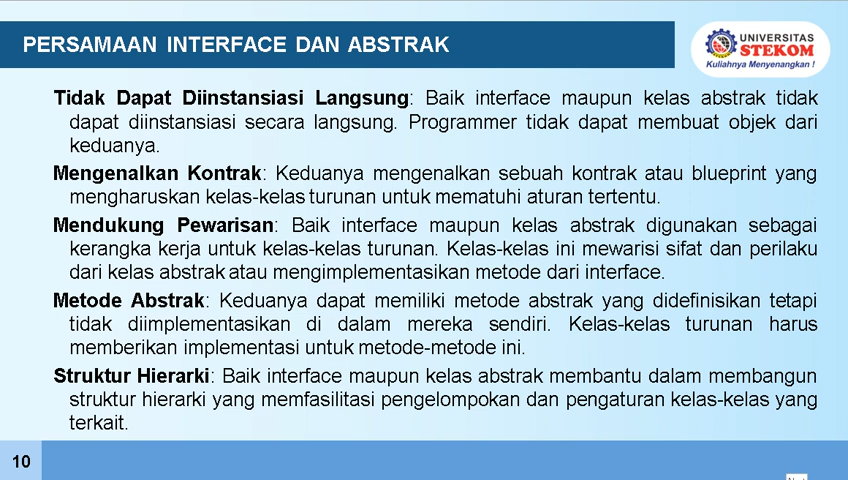 PERSAMAAN INTERFACE DAN ABSTRAK
UNIVERSITAS
STEKOM
Kuliahnya Menyenangkan !
Tidak Dapat Diinstansiasi Langsung: Baik interface maupun kelas abstrak tidak
dapat diinstansiasi secara langsung. Programmer tidak dapat membuat objek dari
keduanya.
Mengenalkan Kontrak: Keduanya mengenalkan sebuah kontrak atau blueprint yang
mengharuskan kelas-kelas turunan untuk mematuhi aturan tertentu.
Mendukung Pewarisan: Baik interface maupun kelas abstrak digunakan sebagai
kerangka kerja untuk kelas-kelas turunan. Kelas-kelas ini mewarisi sifat dan perilaku
dari kelas abstrak atau mengimplementasikan metode dari interface.
Metode Abstrak: Keduanya dapat memiliki metode abstrak yang didefinisikan tetapi
tidak diimplementasikan di dalam mereka sendiri. Kelas-kelas turunan harus
memberikan implementasi untuk metode-metode ini.
Struktur Hierarki: Baik interface maupun kelas abstrak membantu dalam membangun
struktur hierarki yang memfasilitasi pengelompokan dan pengaturan kelas-kelas yang
terkait.
10